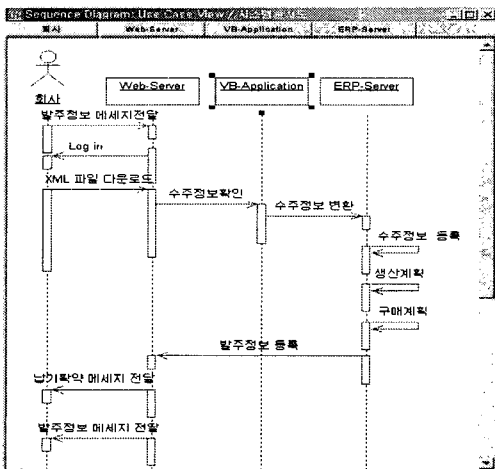 Sequence Diagram: Use Case View //
회사 Web-Server VB-Application ERP-Server
회사 Web-Server VB-Application ERP-Server
발주정보 메세지전달
Log in
XML 파일 다운로드
수주정보확인
수주정보 변환
수주정보 등록
생산계획
구매계획
발주정보 등록
납기확약 메세지 전달
발주정보 메세지 전달